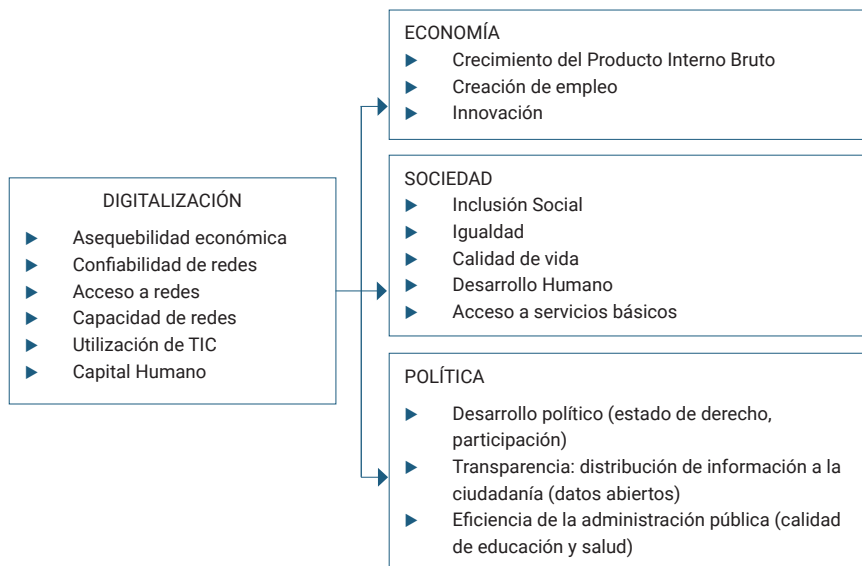 DIGITALIZACIÓN
Asequebilidad económica
Confiabilidad de redes
Acceso a redes
Capacidad de redes
Utilización de TIC
Capital Humano
ECONOMÍA
Crecimiento del Producto Interno Bruto
Creación de empleo
Innovación
SOCIEDAD
Inclusión Social
Igualdad
Calidad de vida
Desarrollo Humano
Acceso a servicios básicos
POLÍTICA
Desarrollo político (estado de derecho,
participación)
Transparencia: distribución de información a la
ciudadanía (datos abiertos)
Eficiencia de la administración pública (calidad
de educación y salud)